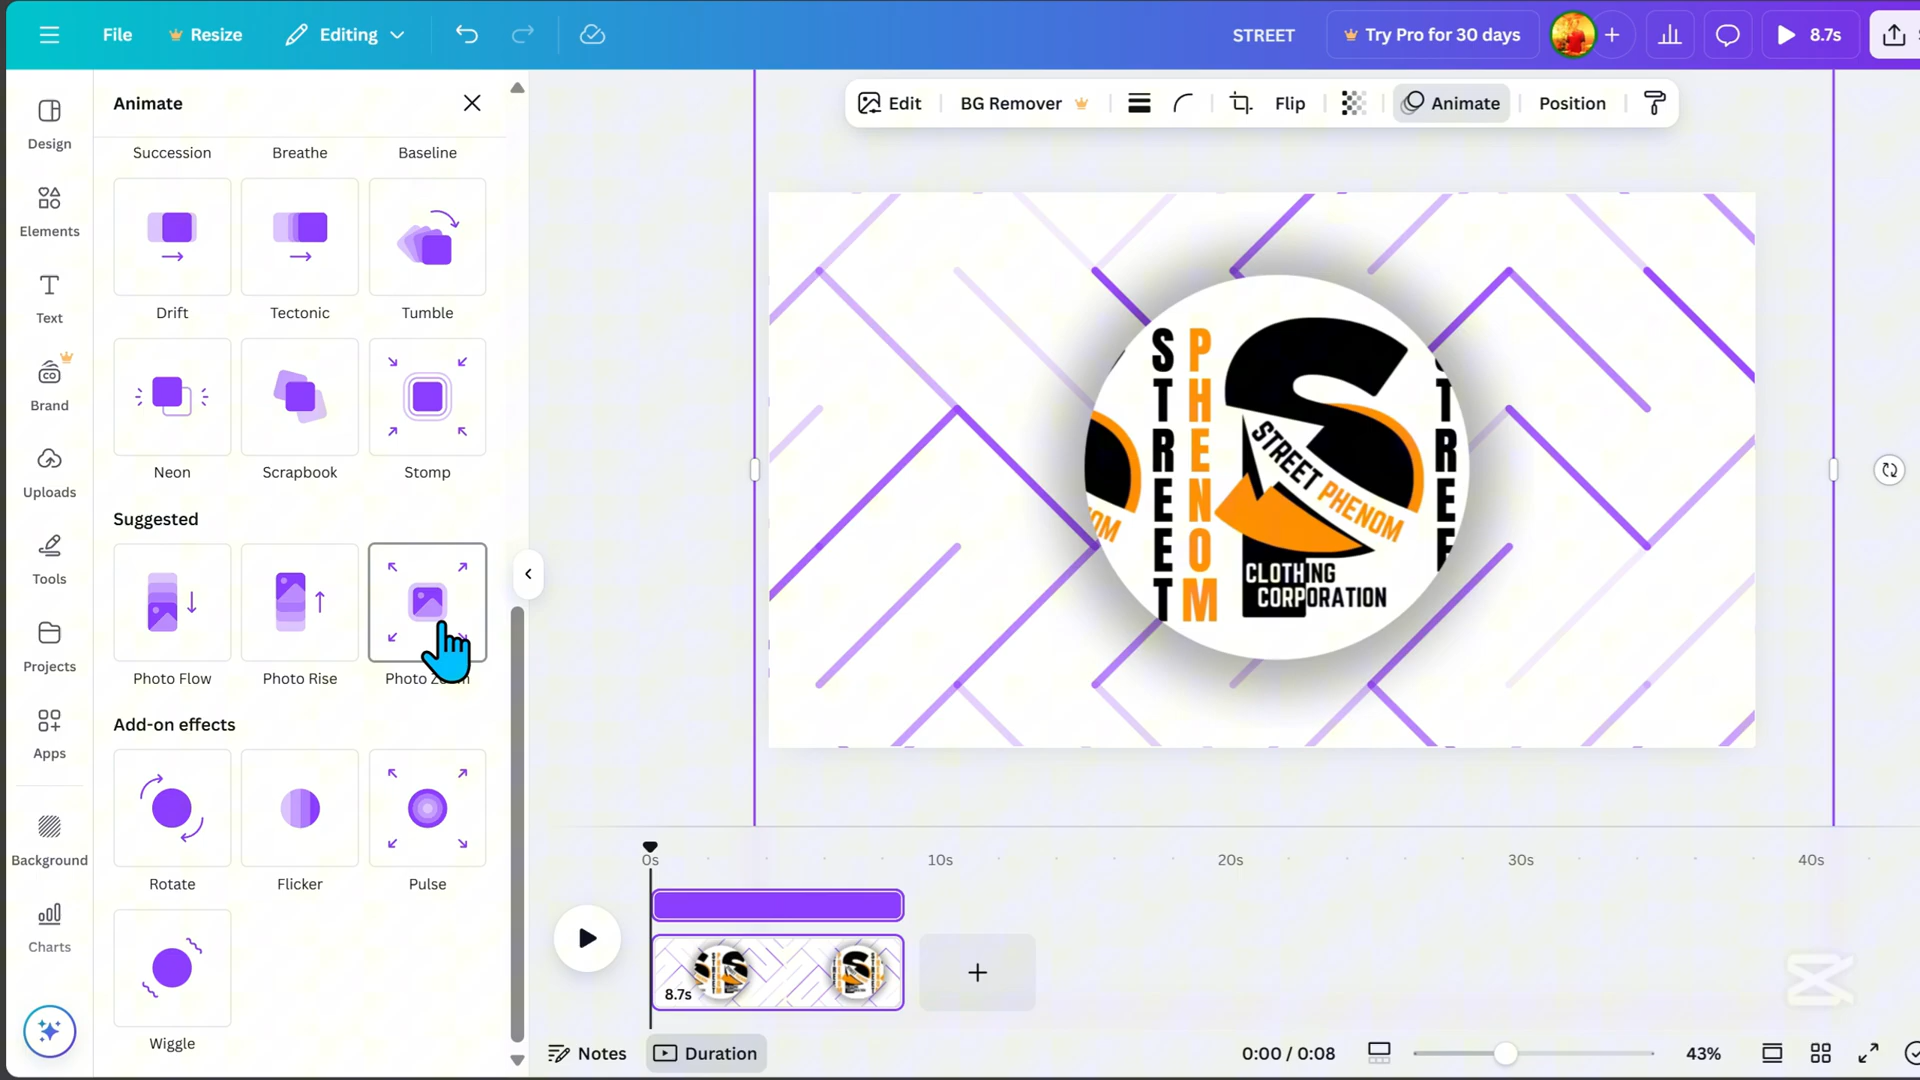 File
Resize
Editing
STREET
Try Pro for 30 days
8.7s
Design
Elements
Text
Brand
Uploads
Tools
Projects
Apps
Background
Charts
Animate
Succession
Breathe
Baseline
Drift
Tectonic
Tumble
Neon
Scrapbook
Stomp
Suggested
Photo Flow
Photo Rise
Photo
Add-on effects
Rotate
Flicker
Pulse
Wiggle
Edit
BG Remover
Flip
Animate
Position
STREET
PHENOM
STREET PHENOM
CLOTHING
CORPORATION
0s
10s
20s
30s
40s
8.7s
Notes
Duration
0:00 / 0:08
43%